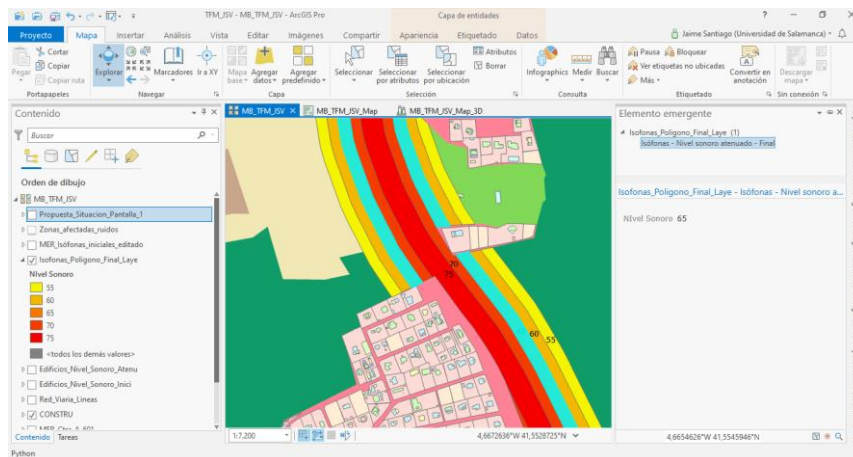 TFM_JSV - MB_TFM_JSV - ArcGIS Pro
Capa de entidades
Proyecto Mapa Insertar Análisis Vista Editar Imágenes Compartir Apariencia Etiquetado Datos
Jaime Santiago (Universidad de Salamanca)
Pegar
Cortar
Copiar
Copiar ruta
Explorar
Marcadores
Ir a XY
Mapa base
Agregar datos
Agregar predefinido
Seleccionar
Seleccionar por atributos
Seleccionar por ubicación
Atributos
Borrar
Infographics
Medir
Buscar
Pausa
Bloquear
Ver etiquetas no ubicadas
Más
Convertir en anotación
Descargar mapa
Portapapeles Navegar Capa Selección Consulta Etiquetado Sin conexión
Contenido
Buscar
Orden de dibujo
MB_TFM_JSV
Propuesta_Situacion_Pantalla_1
Zonas_afectadas_ruidos
MER_Isófonas_iniciales_editado
Isofonas_Poligono_Final_Laye
Nivel Sonoro
55
60
65
70
75
<todos los demás valores>
Edificios_Nivel_Sonoro_Atenu
Edificios_Nivel_Sonoro_Inici
Red_Viaria_Lineas
CONSTRU
Contenido Tareas
Python
MB_TFM_JSV
MB_TFM_JSV_Map
MB_TFM_JSV_Map_3D
70
75
60
55
1:7.200
4,6672636°W 41,5528725°N
Elemento emergente
Isofonas_Poligono_Final_Laye (1)
Isófonas - Nivel sonoro atenuado - Final
Isofonas_Poligono_Final_Laye - Isófonas - Nivel sonoro a...
Nivel Sonoro 65
4,6654626°W 41,5545946°N